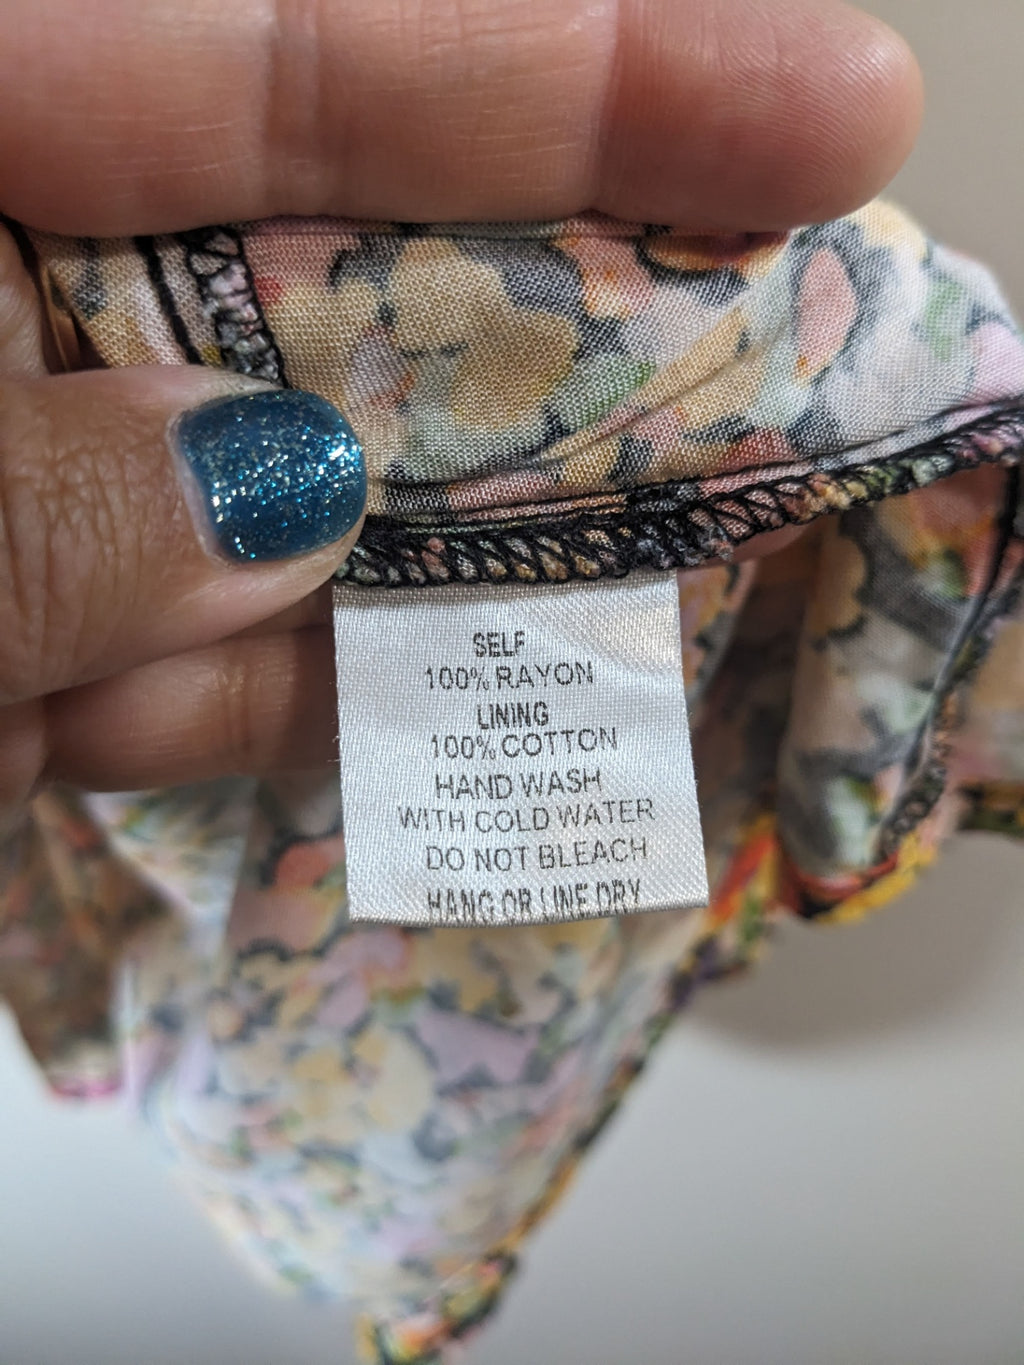 SELF
100% RAYON
LINING
100% COTTON
HAND WASH
WITH COLD WATER
DO NOT BLEACH
HANG OR LINE DRY